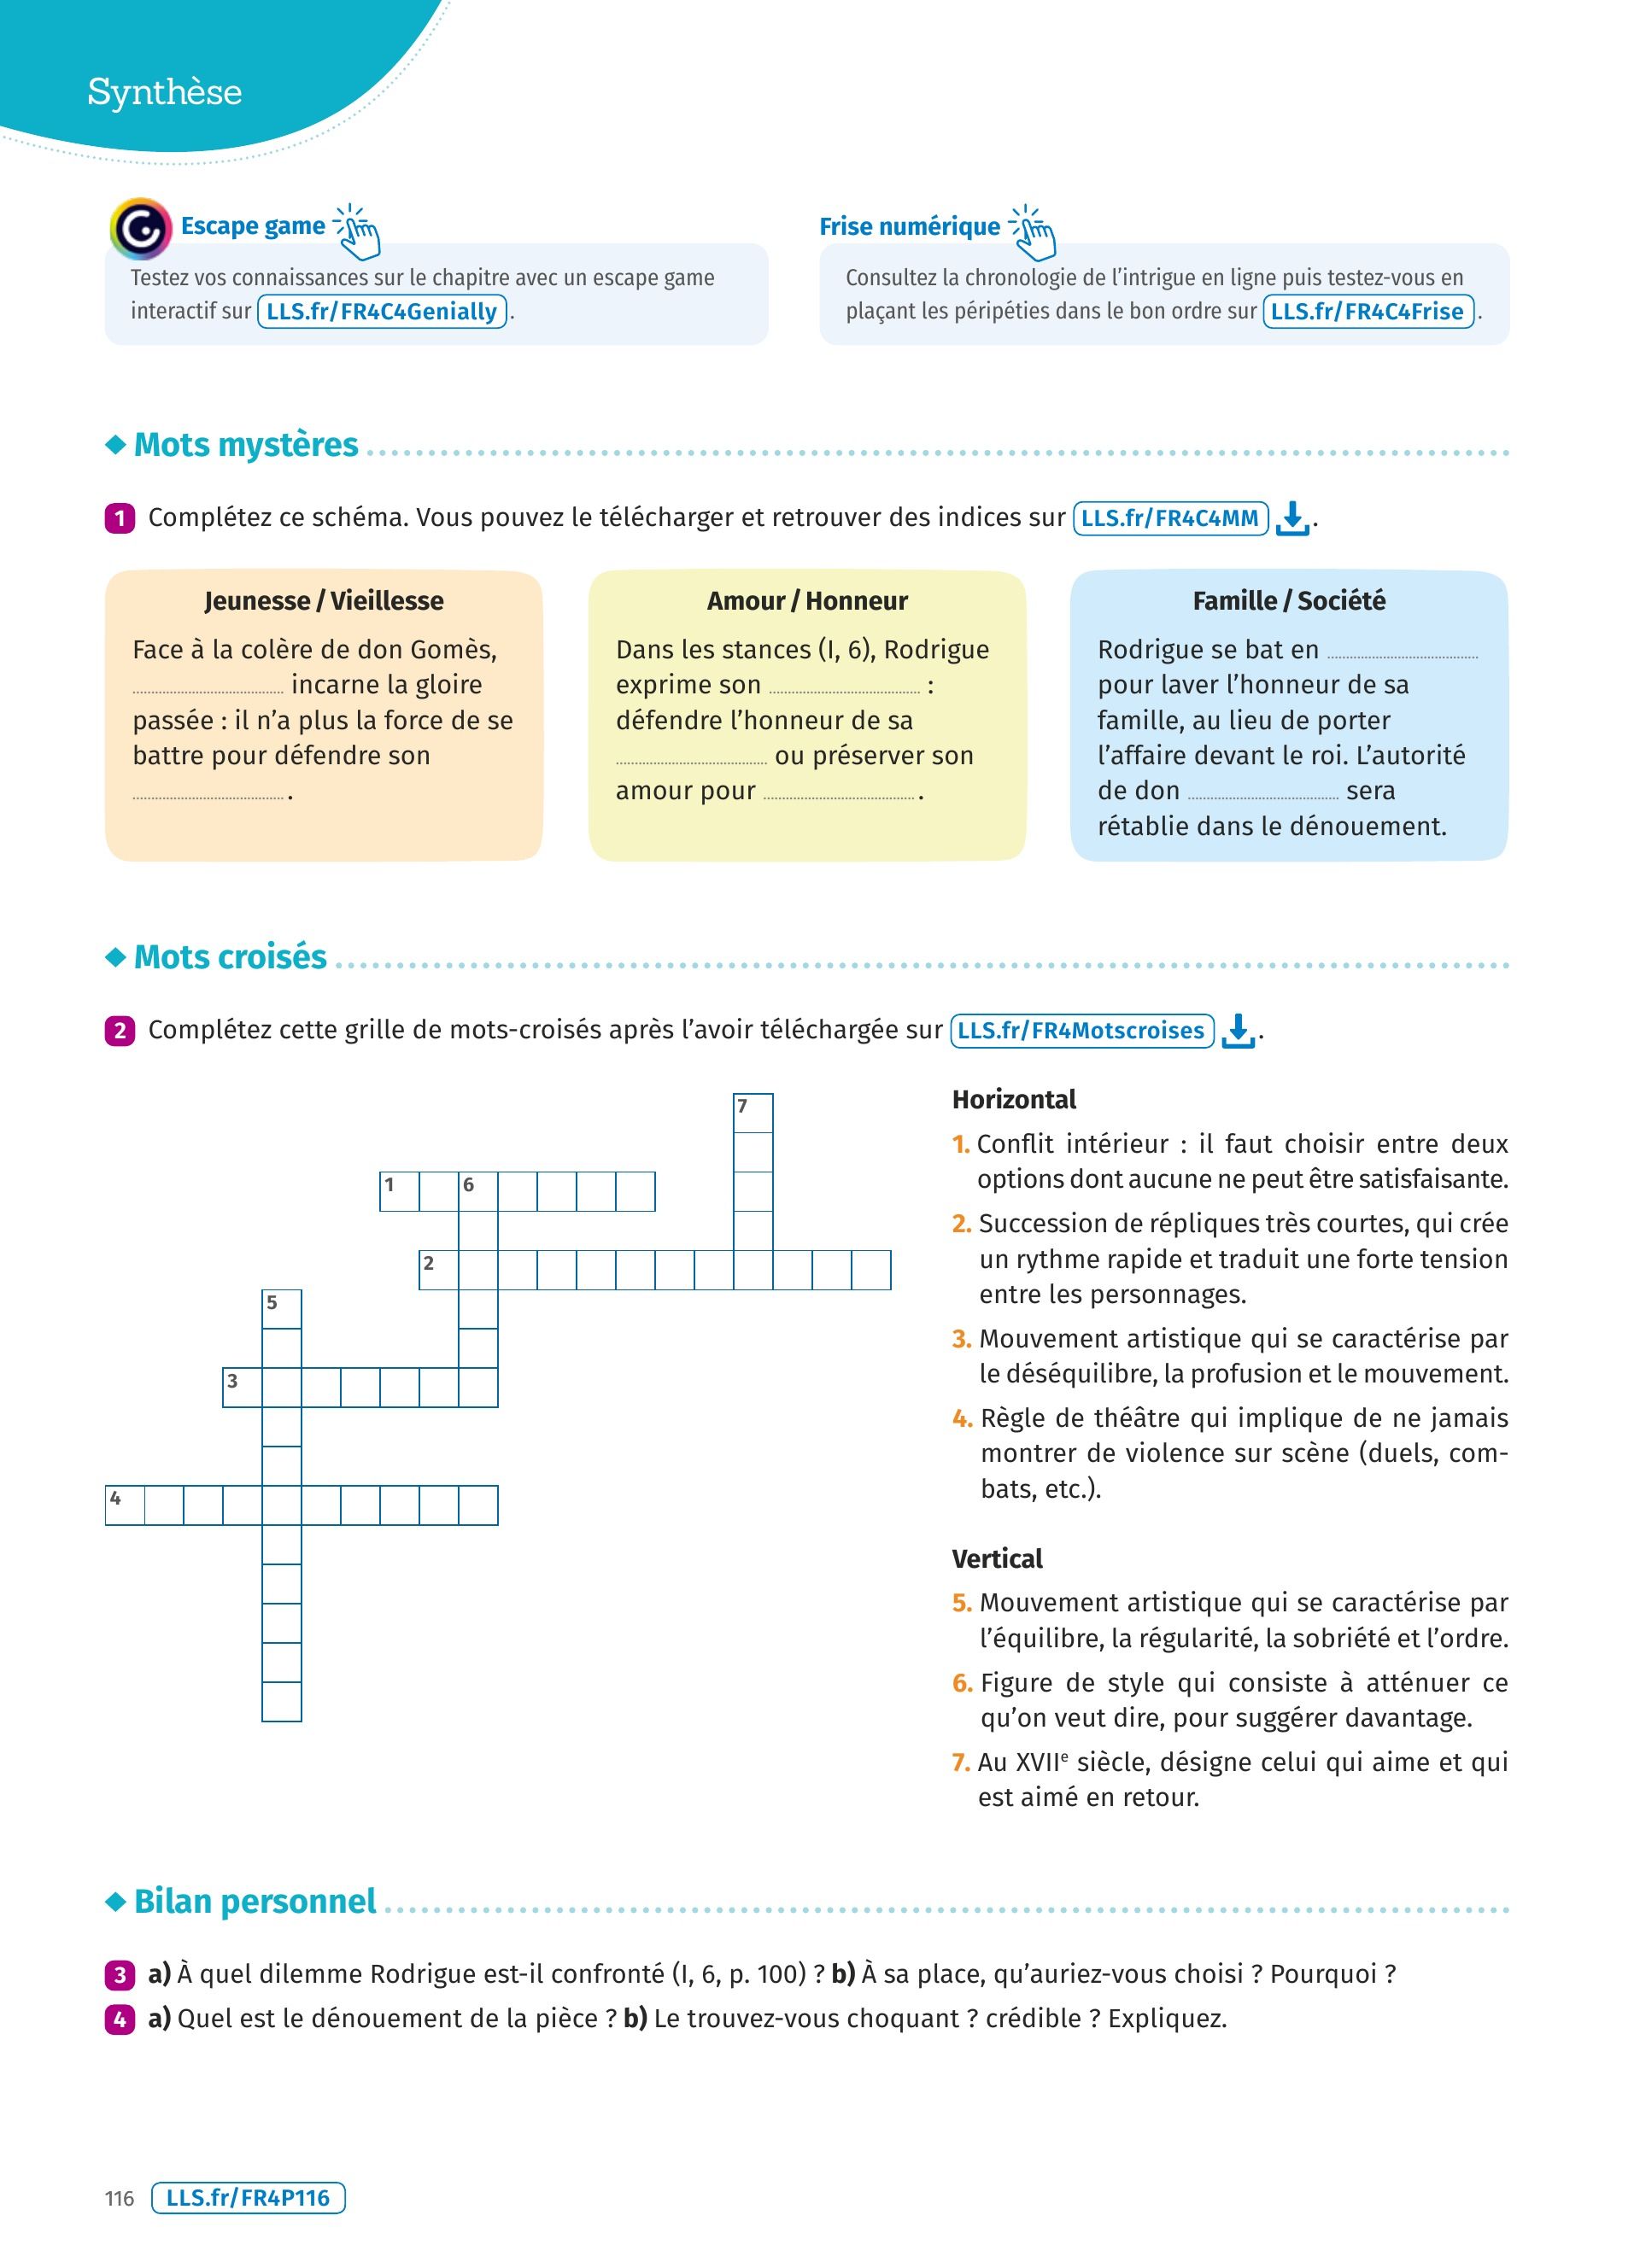 Synthèse
Escape game
Testez vos connaissances sur le chapitre avec un escape game
interactif sur LLS.fr/FR4C4Genially .
Frise numérique
Consultez la chronologie de l’intrigue en ligne puis testez-vous en
plaçant les péripéties dans le bon ordre sur LLS.fr/FR4C4Frise .
Mots mystères
1 Complétez ce schéma. Vous pouvez le télécharger et retrouver des indices sur LLS.fr/FR4C4MM .
Jeunesse / Vieillesse
Face à la colère de don Gomès,
........................ incarne la gloire
passée : il n’a plus la force de se
battre pour défendre son
........................ .
Amour / Honneur
Dans les stances (I, 6), Rodrigue
exprime son ........................ :
défendre l’honneur de sa
........................ ou préserver son
amour pour ........................ .
Famille / Société
Rodrigue se bat en ........................
pour laver l’honneur de sa
famille, au lieu de porter
l’affaire devant le roi. L’autorité
de don ........................ sera
rétablie dans le dénouement.
Mots croisés
2 Complétez cette grille de mots-croisés après l’avoir téléchargée sur LLS.fr/FR4Motscroises .
7
1 6
2
5
3
4
Horizontal
1. Conflit intérieur : il faut choisir entre deux
options dont aucune ne peut être satisfaisante.
2. Succession de répliques très courtes, qui crée
un rythme rapide et traduit une forte tension
entre les personnages.
3. Mouvement artistique qui se caractérise par
le déséquilibre, la profusion et le mouvement.
4. Règle de théâtre qui implique de ne jamais
montrer de violence sur scène (duels, com-
bats, etc.).
Vertical
5. Mouvement artistique qui se caractérise par
l’équilibre, la régularité, la sobriété et l’ordre.
6. Figure de style qui consiste à atténuer ce
qu’on veut dire, pour suggérer davantage.
7. Au XVIIe siècle, désigne celui qui aime et qui
est aimé en retour.
Bilan personnel
3 a) À quel dilemme Rodrigue est-il confronté (I, 6, p. 100) ? b) À sa place, qu’auriez-vous choisi ? Pourquoi ?
4 a) Quel est le dénouement de la pièce ? b) Le trouvez-vous choquant ? crédible ? Expliquez.
116 LLS.fr/FR4P116